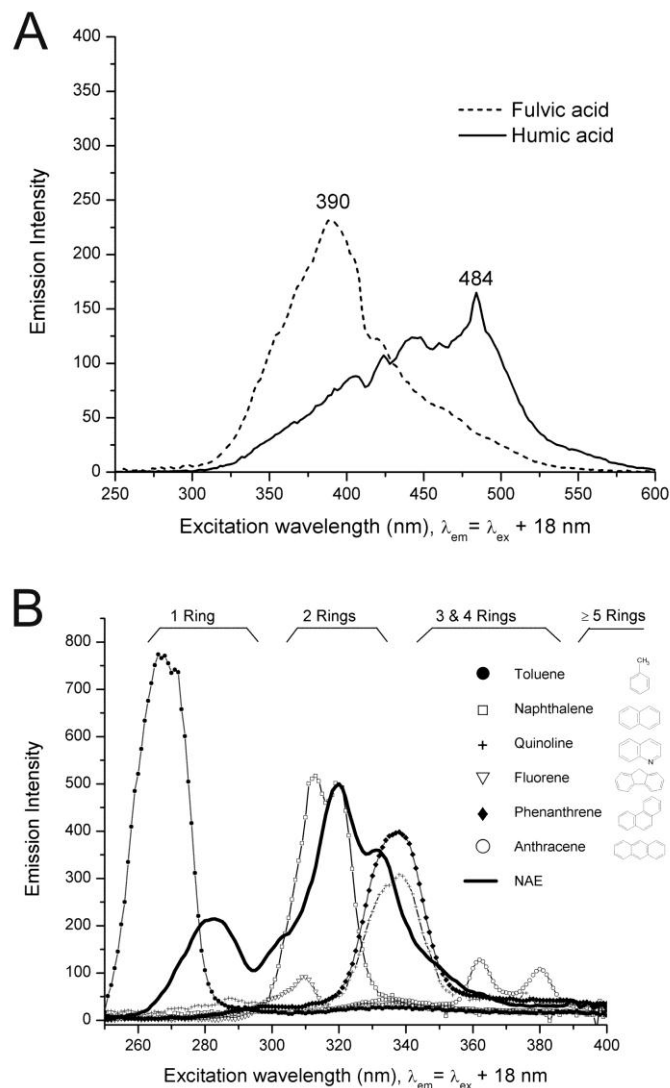 A
400
350
300
250
200
150
100
50
0
Emission Intensity
Fulvic acid
Humic acid
390
484
250 300 350 400 450 500 550 600
Excitation wavelength (nm), λem= λex + 18 nm
B
1 Ring 2 Rings 3 & 4 Rings ≥ 5 Rings
800
700
600
500
400
300
200
100
0
Emission Intensity
Toluene
CH3
Naphthalene
Quinoline
N
Fluorene
Phenanthrene
Anthracene
NAE
260 280 300 320 340 360 380 400
Excitation wavelength (nm), λem= λex + 18 nm